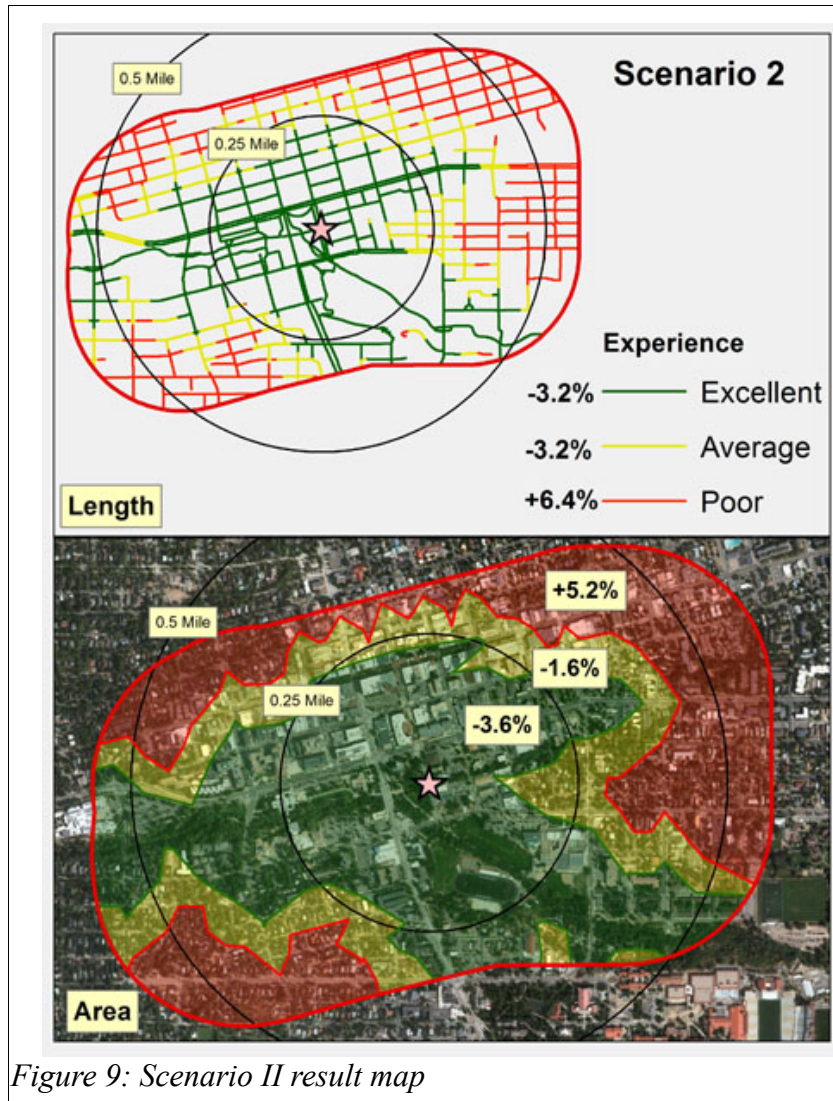 Scenario 2
0.5 Mile
0.25 Mile
Experience
-3.2% Excellent
-3.2% Average
+6.4% Poor
Length
+5.2%
0.5 Mile
-1.6%
0.25 Mile
-3.6%
Area
Figure 9: Scenario II result map